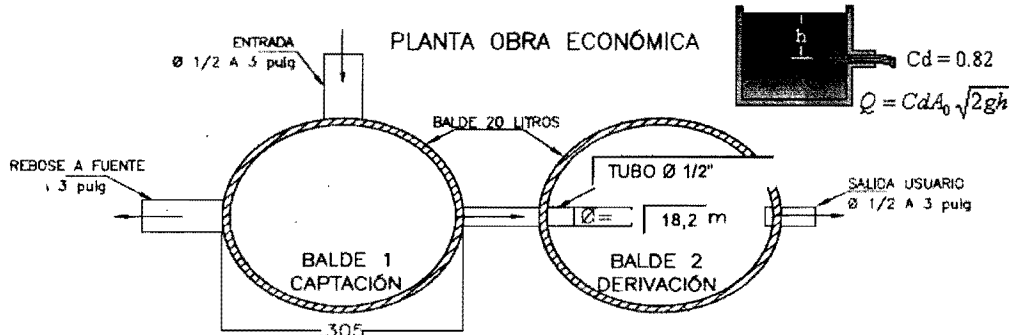 PLANTA OBRA ECONÓMICA
ENTRADA
Ø 1/2 A 3 pulg
h
Cd = 0.82
Q = CdA₀√2gh
BALDE 20 LITROS
REBOSE A FUENTE
3 pulg
TUBO Ø 1/2"
SALIDA USUARIO
Ø 1/2 A 3 pulg
Ø= 18,2 m
BALDE 1
CAPTACIÓN
BALDE 2
DERIVACIÓN
305